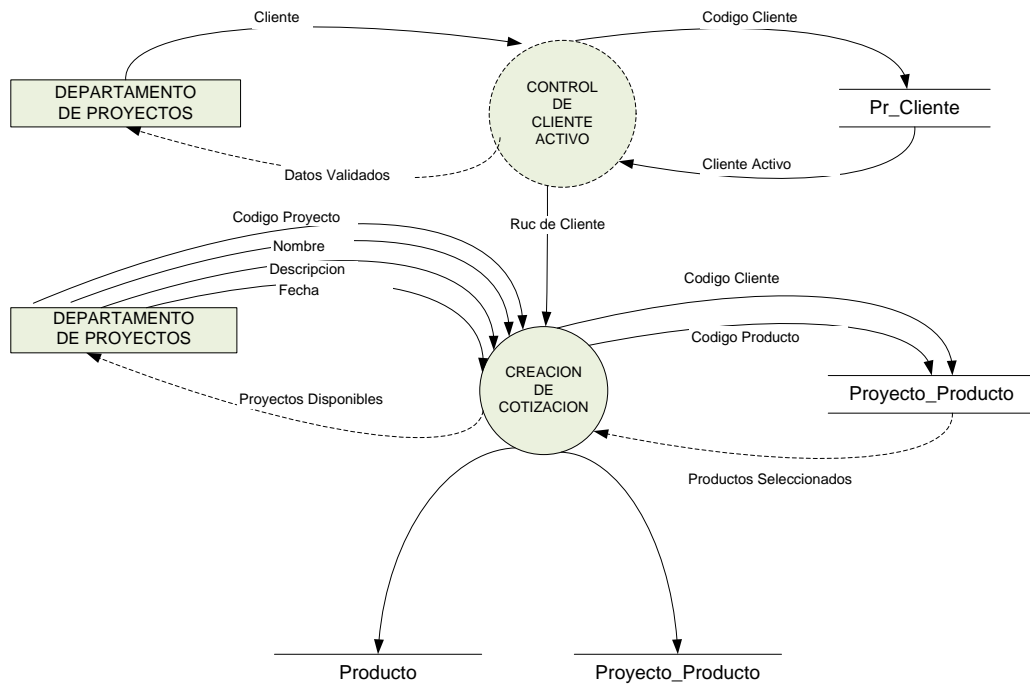 Cliente
Codigo Cliente
DEPARTAMENTO
DE PROYECTOS
CONTROL
DE
CLIENTE
ACTIVO
Pr_Cliente
Datos Validados
Cliente Activo
Codigo Proyecto
Ruc de Cliente
Nombre
Descripcion
Fecha
Codigo Cliente
DEPARTAMENTO
DE PROYECTOS
Codigo Producto
CREACION
DE
COTIZACION
Proyecto_Producto
Proyectos Disponibles
Productos Seleccionados
Producto
Proyecto_Producto